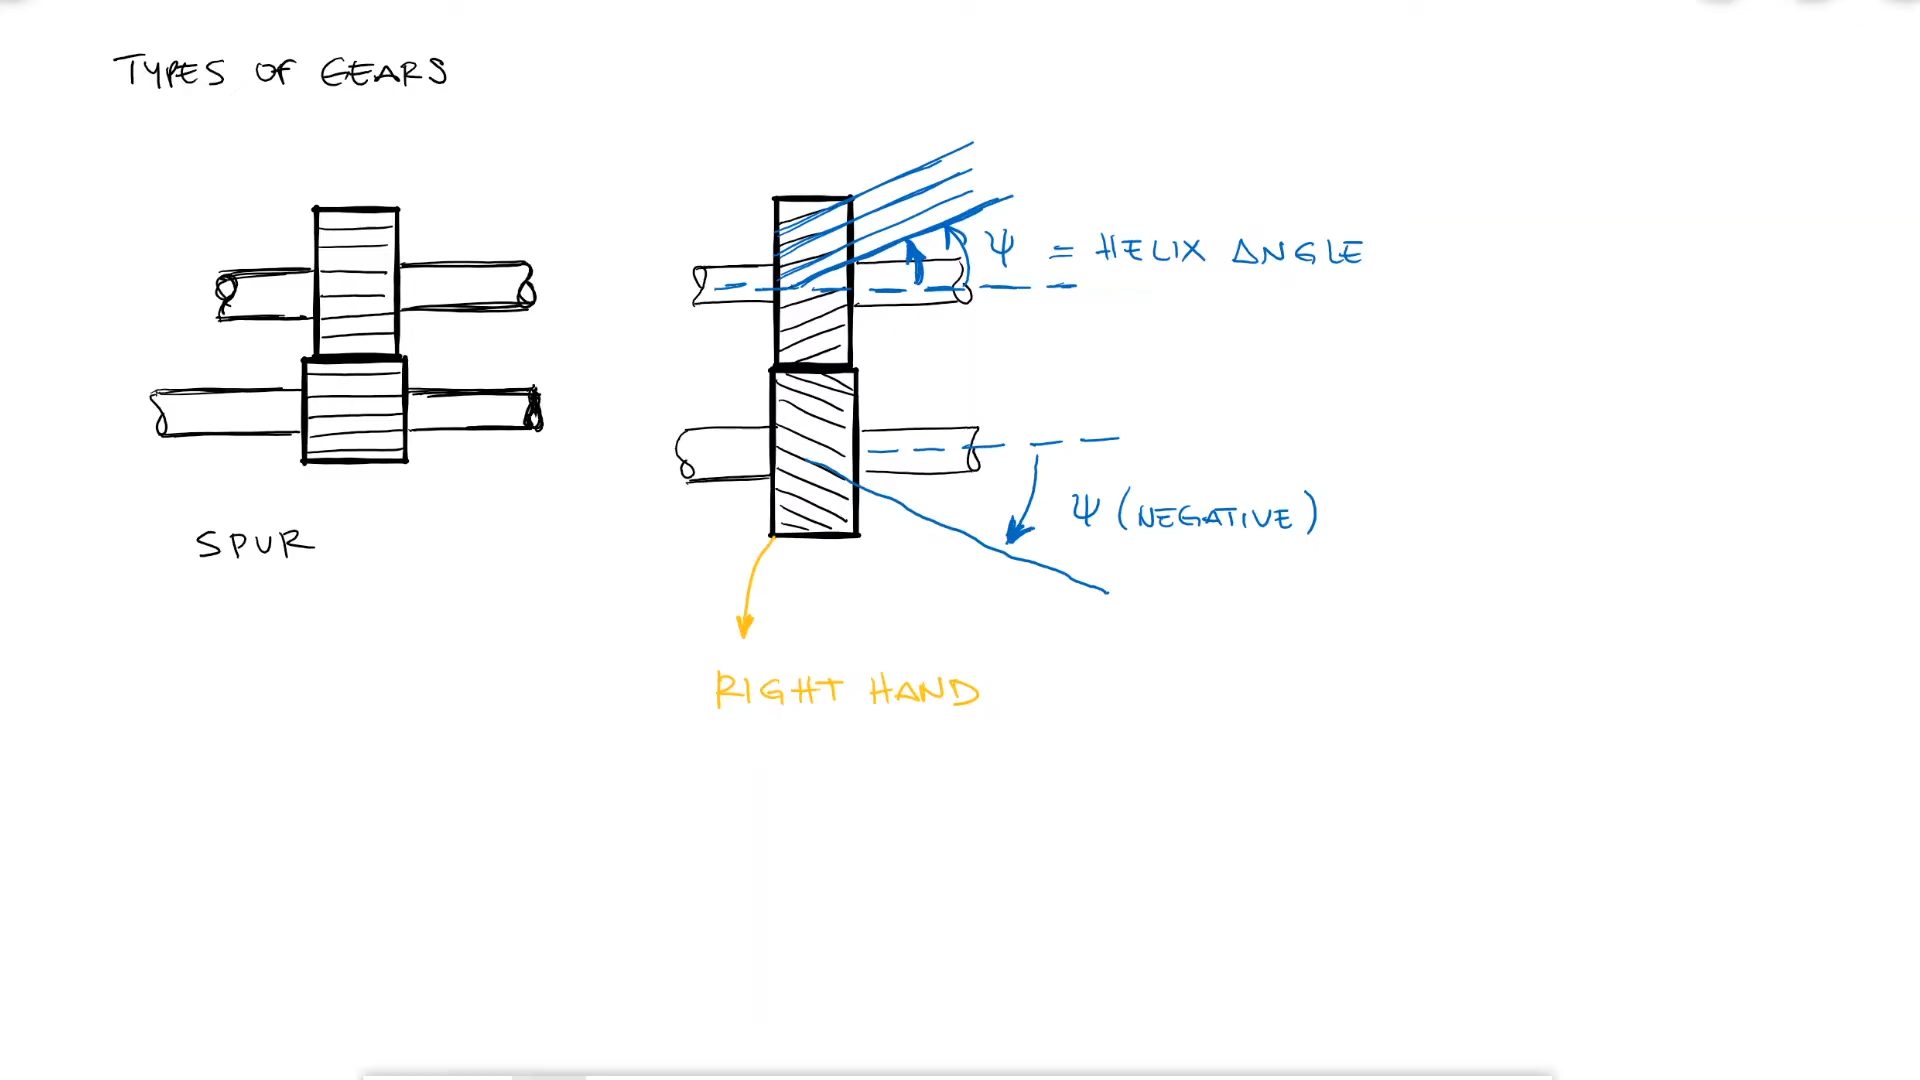 TYPES OF GEARS
Ψ = HELIX ANGLE
Ψ (NEGATIVE)
SPUR
RIGHT HAND